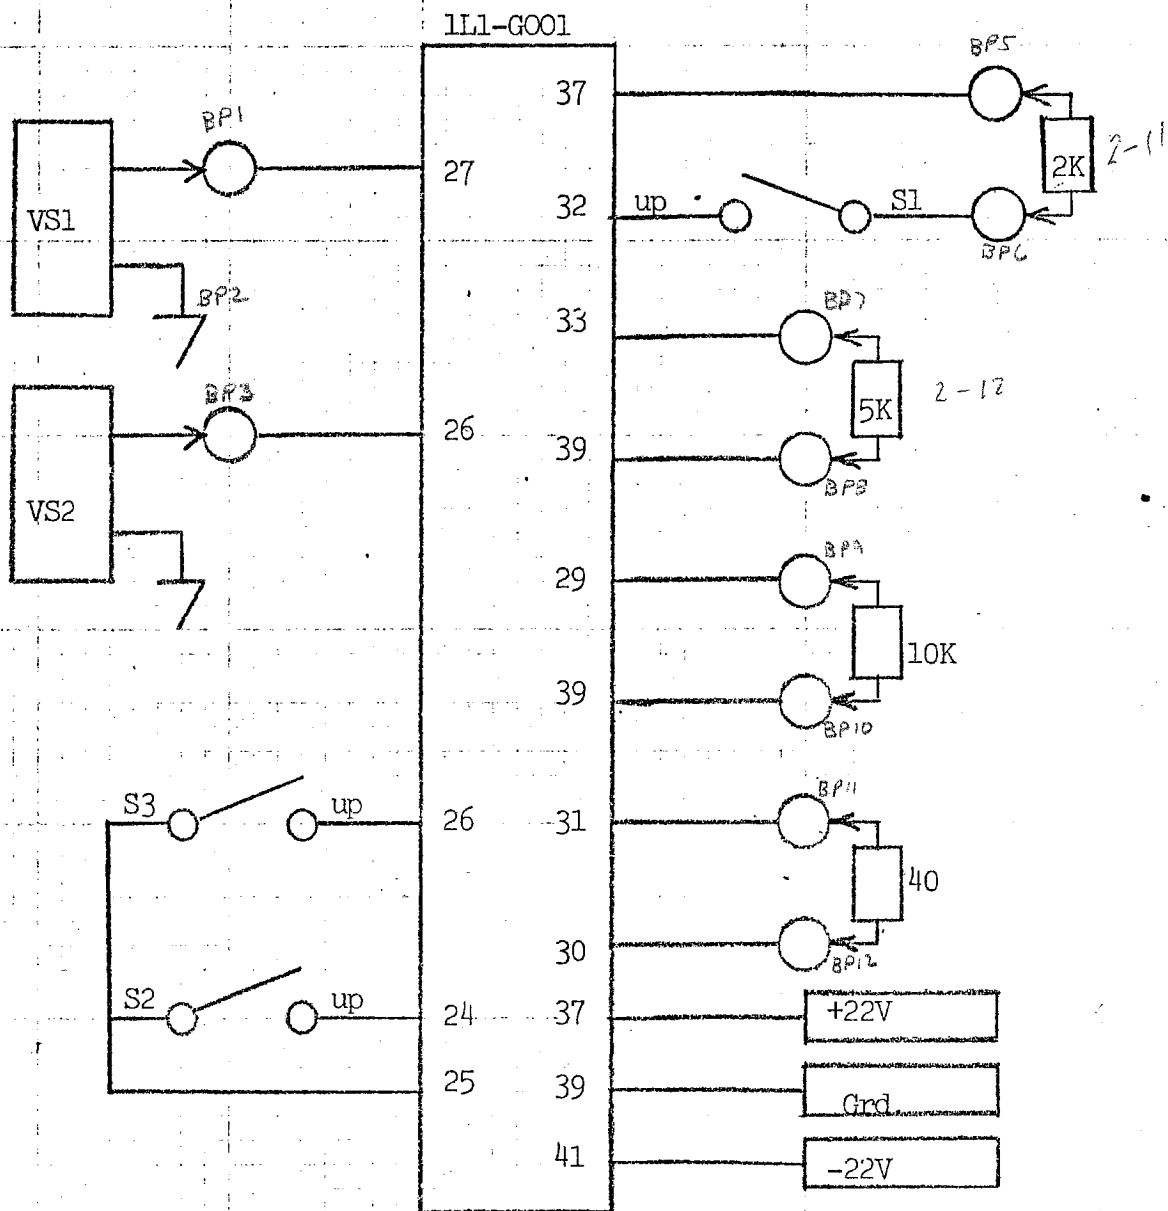 1L1-G001
BP5
37
BP1
2K
2-11
27
32
up
S1
VS1
BP6
BP2
33
BP7
BP3
5K
2-12
26
39
BP8
VS2
BP9
29
10K
39
BP10
S3
up
26
31
BP11
40
30
BP12
S2
up
24
37
+22V
25
39
Grd
41
-22V